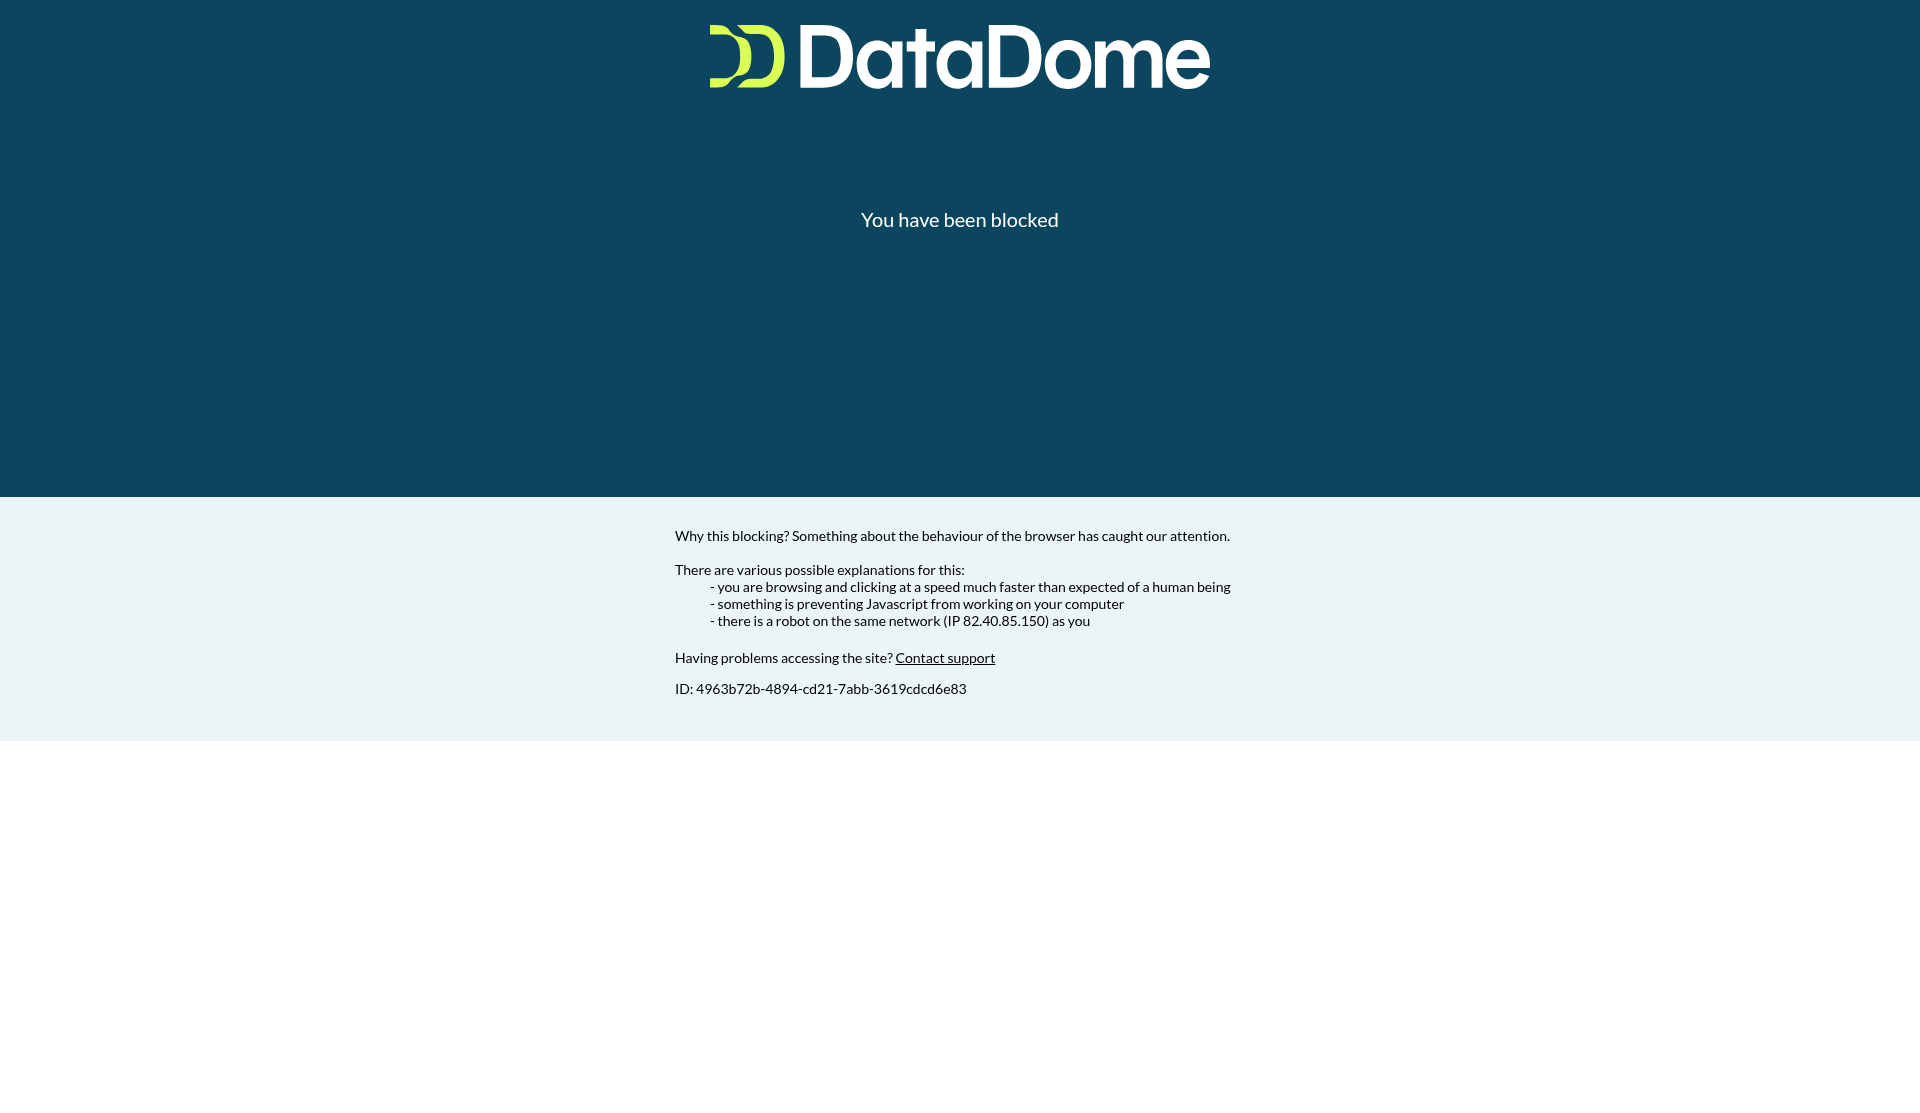 DataDome
You have been blocked
Why this blocking? Something about the behaviour of the browser has caught our attention.
There are various possible explanations for this:
- you are browsing and clicking at a speed much faster than expected of a human being
- something is preventing Javascript from working on your computer
- there is a robot on the same network (IP 82.40.85.150) as you
Having problems accessing the site? Contact support
ID: 4963b72b-4894-cd21-7abb-3619cdcd6e83